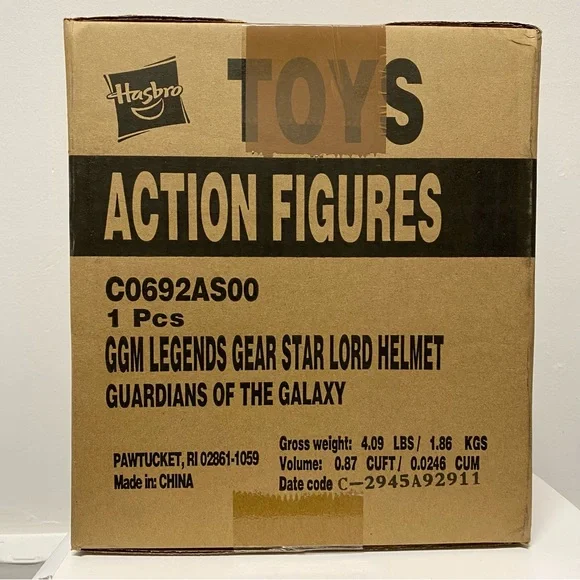 Hasbro
TOYS
ACTION FIGURES
C0692AS00
1 Pcs
GGM LEGENDS GEAR STAR LORD HELMET
GUARDIANS OF THE GALAXY
PAWTUCKET, RI 02861-1059
Made in: CHINA
Gross weight: 4.09 LBS / 1.86 KGS
Volume: 0.87 CUFT / 0.0246 CUM
Date code C-2945A92911